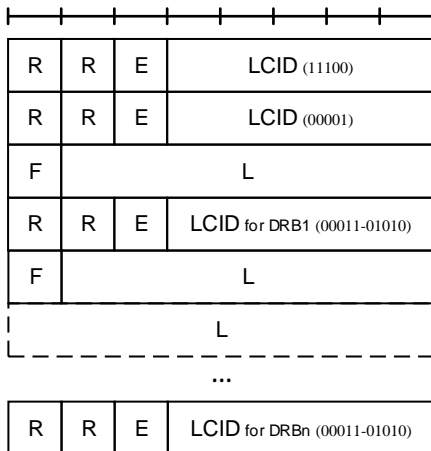 R R E LCID (11100)
R R E LCID (00001)
F L
R R E LCID for DRB1 (00011-01010)
F L
L
...
R R E LCID for DRBn (00011-01010)